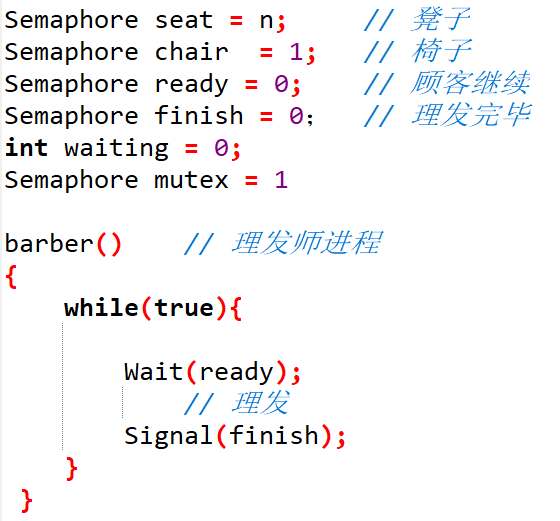 Semaphore seat = n;      // 凳子
Semaphore chair  = 1;   // 椅子
Semaphore ready = 0;    // 顾客继续
Semaphore finish = 0;   // 理发完毕
int waiting = 0;
Semaphore mutex = 1
barber()    // 理发师进程
{
    while(true){
        Wait(ready);
            // 理发
        Signal(finish);
    }
 }